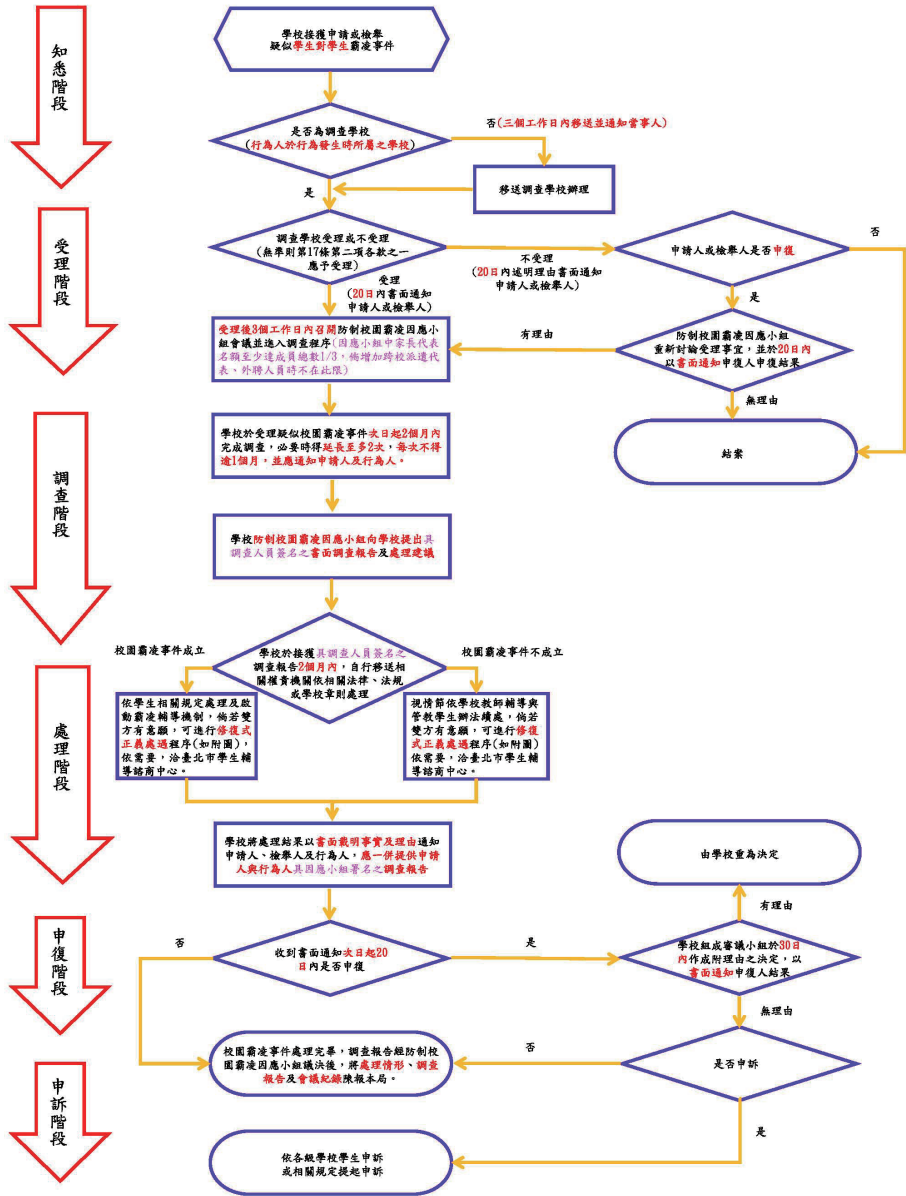 知悉階段
學校接獲申請或檢舉
疑似學生對學生霸凌事件
否(三個工作日內移送並通知當事人)
是否為調查學校
(行為人於行為發生時所屬之學校)
移送調查學校辦理
是
受理階段
調查學校受理或不受理
(無準則第17條第二項各款之一
應予受理)
不受理
(20日內述明理由書面通知
申請人或檢舉人)
申請人或檢舉人是否申復
否
受理
(20日內書面通知
申請人或檢舉人)
是
受理後3個工作日內召開防制校園霸凌因應小
組會議並進入調查程序(因應小組中家長代表
名額至少達成員總數1/3，倘增加跨校派遣代
表、外聘人員時不在此限)
有理由
防制校園霸凌因應小組
重新討論受理事宜，並於20日內
以書面通知申復人申復結果
無理由
結案
調查階段
學校於受理疑似校園霸凌事件次日起2個月內
完成調查，必要時得延長至多2次，每次不得
逾1個月，並應通知申請人及行為人。
學校防制校園霸凌因應小組向學校提出具
調查人員簽名之書面調查報告及處理建議
處理階段
校園霸凌事件成立
學校於接獲具調查人員簽名之
調查報告2個月內，自行移送相
關權責機關依相關法律、法規
或學校章則處理
校園霸凌事件不成立
依學生相關規定處理及啟
動霸凌輔導機制，倘若雙
方有意願，可進行修復式
正義處遇程序(如附圖)，
依需要，洽臺北市學生輔
導諮商中心。
視情節依學校教師輔導與
管教學生辦法續處，倘若
雙方有意願，可進行修復
式正義處遇程序(如附圖)
依需要，洽臺北市學生輔
導諮商中心。
學校將處理結果以書面載明事實及理由通知
申請人、檢舉人及行為人，應一併提供申請
人與行為人具因應小組署名之調查報告
由學校重為決定
有理由
申復階段
否
收到書面通知次日起20
日內是否申復
是
學校組成審議小組於30日
內作成附理由之決定，以
書面通知申復人結果
無理由
申訴階段
校園霸凌事件處理完畢，調查報告經防制校
園霸凌因應小組議決後，將處理情形、調查
報告及會議紀錄陳報本局。
否
是否申訴
是
依各級學校學生申訴
或相關規定提起申訴